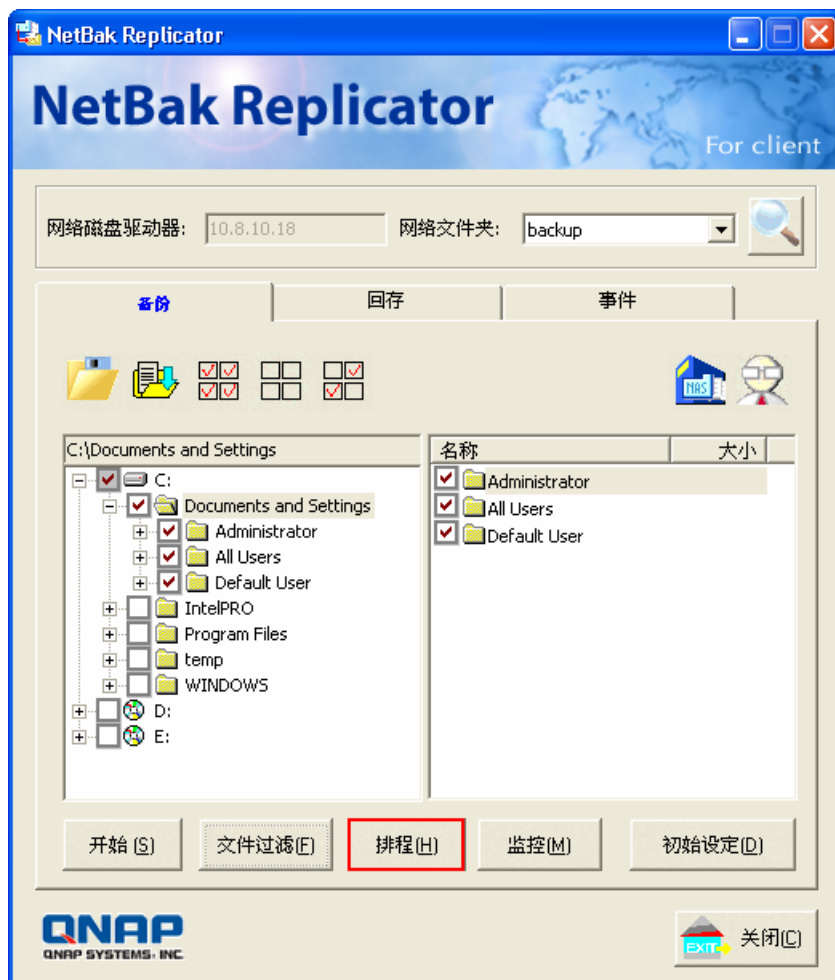 NetBak Replicator
NetBak Replicator
For client
网络磁盘驱动器: 10.8.10.18 网络文件夹: backup
备份 回存 事件
NAS
C:\Documents and Settings
名称 大小
C:
Documents and Settings
Administrator
All Users
Default User
IntelPRO
Program Files
temp
WINDOWS
D:
E:
Administrator
All Users
Default User
开始 (S) 文件过滤(F) 排程(H) 监控(M) 初始设定(D)
QNAP
QNAP SYSTEMS, INC.
EXIT 关闭(C)